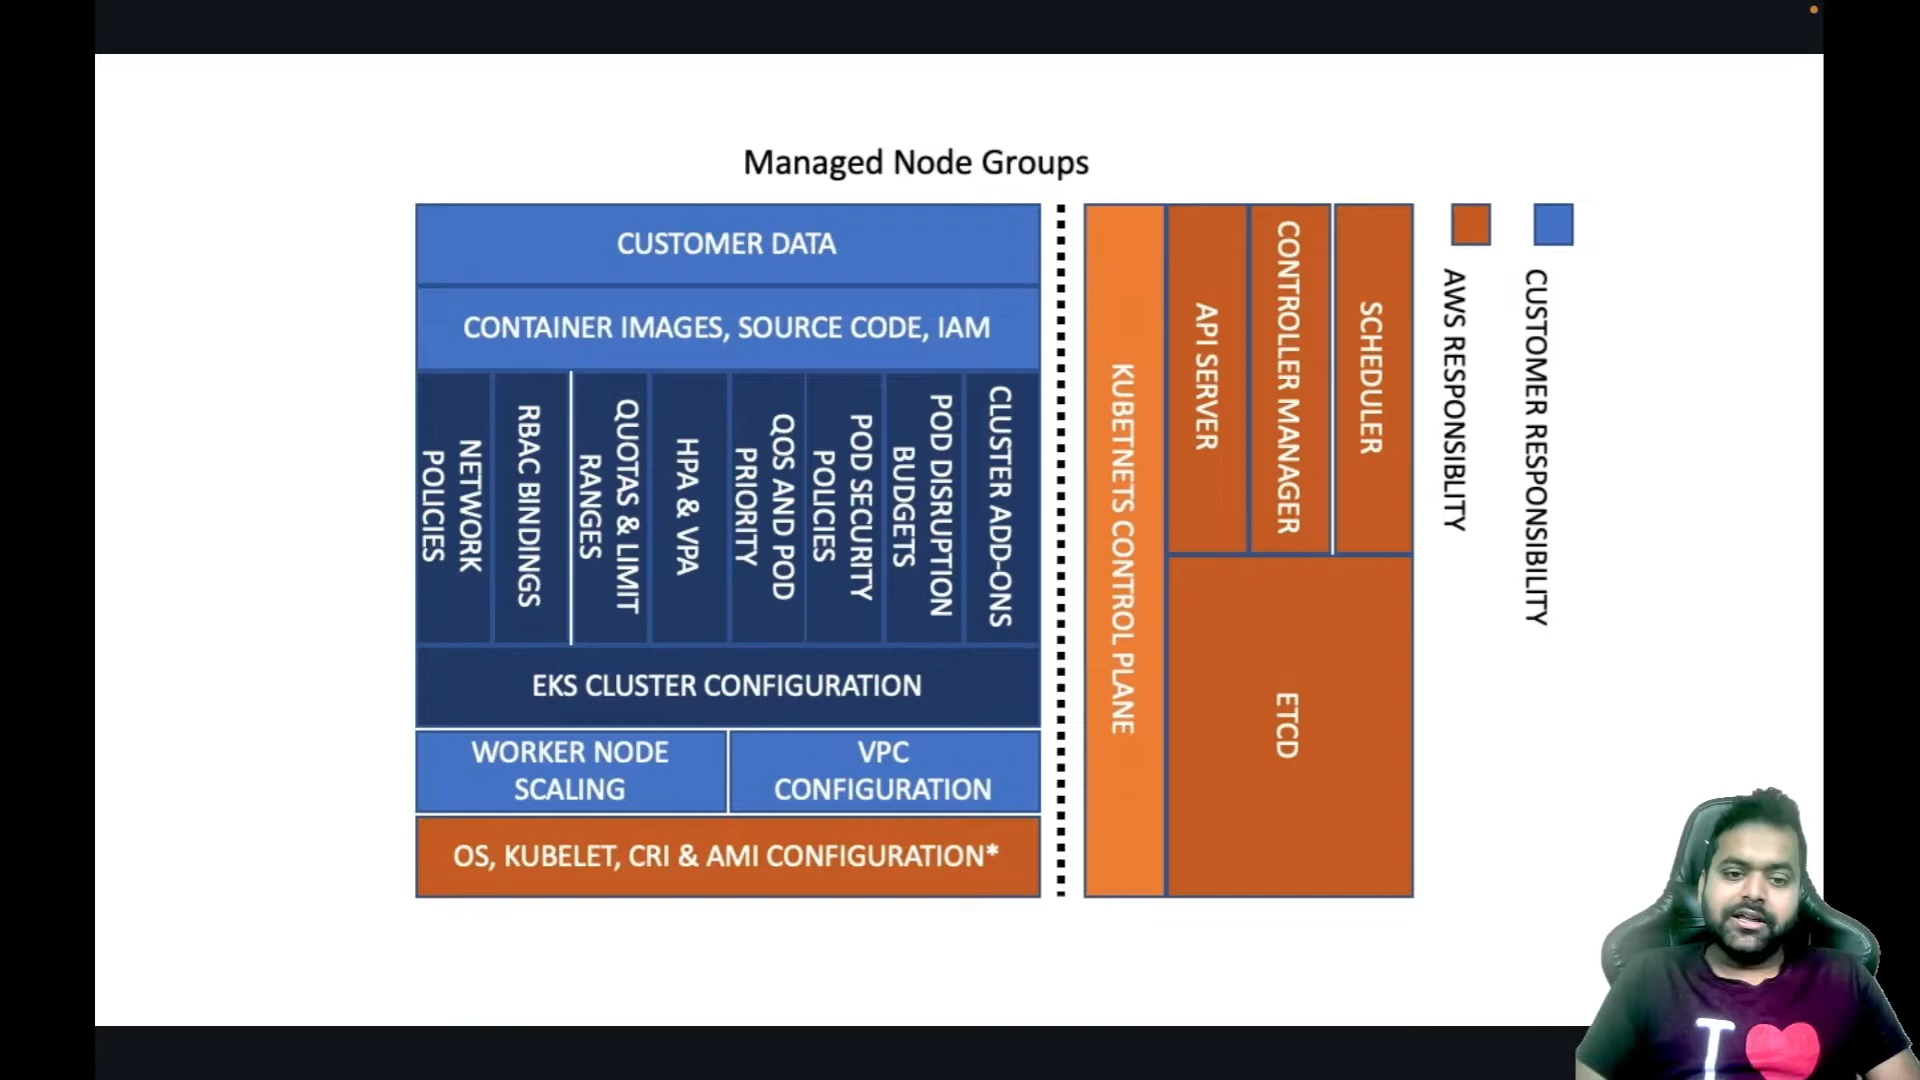 Managed Node Groups
CUSTOMER DATA
CONTAINER IMAGES, SOURCE CODE, IAM
NETWORK
POLICIES
RBAC BINDINGS
QUOTAS & LIMIT
RANGES
HPA & VPA
QOS AND POD
PRIORITY
POD SECURITY
POLICIES
POD DISRUPTION
BUDGETS
CLUSTER ADD-ONS
EKS CLUSTER CONFIGURATION
WORKER NODE
SCALING
VPC
CONFIGURATION
OS, KUBELET, CRI & AMI CONFIGURATION*
KUBETNETS CONTROL PLANE
API SERVER
CONTROLLER MANAGER
SCHEDULER
ETCD
AWS RESPONSIBLITY
CUSTOMER RESPONSIBILITY
I